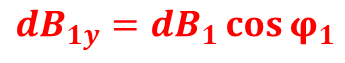 dB₁y = dB₁ cos φ₁